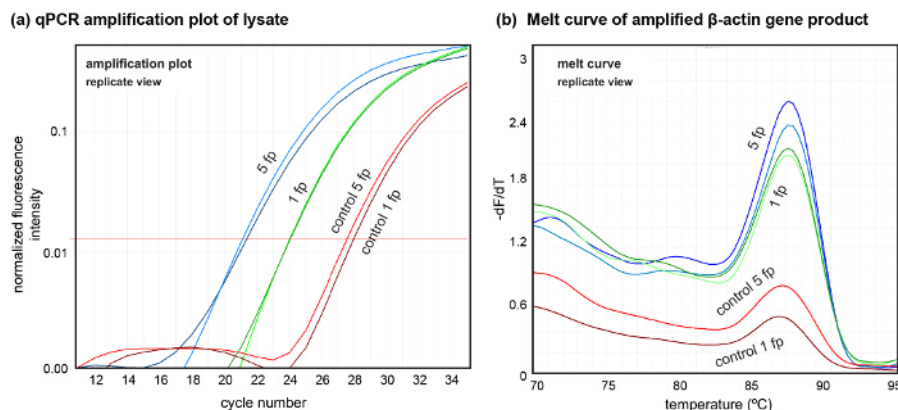 (a) qPCR amplification plot of lysate
amplification plot
replicate view
5 fp
1 fp
control 5 fp
control 1 fp
0.1
0.01
0.00
normalized fluorescence
intensity
12 14 16 18 20 22 24 26 28 30 32 34
cycle number
(b) Melt curve of amplified β-actin gene product
melt curve
replicate view
5 fp
1 fp
control 5 fp
control 1 fp
3
2.4
1.8
1.2
0.6
0
-dF/dT
70 75 80 85 90 95
temperature (ºC)